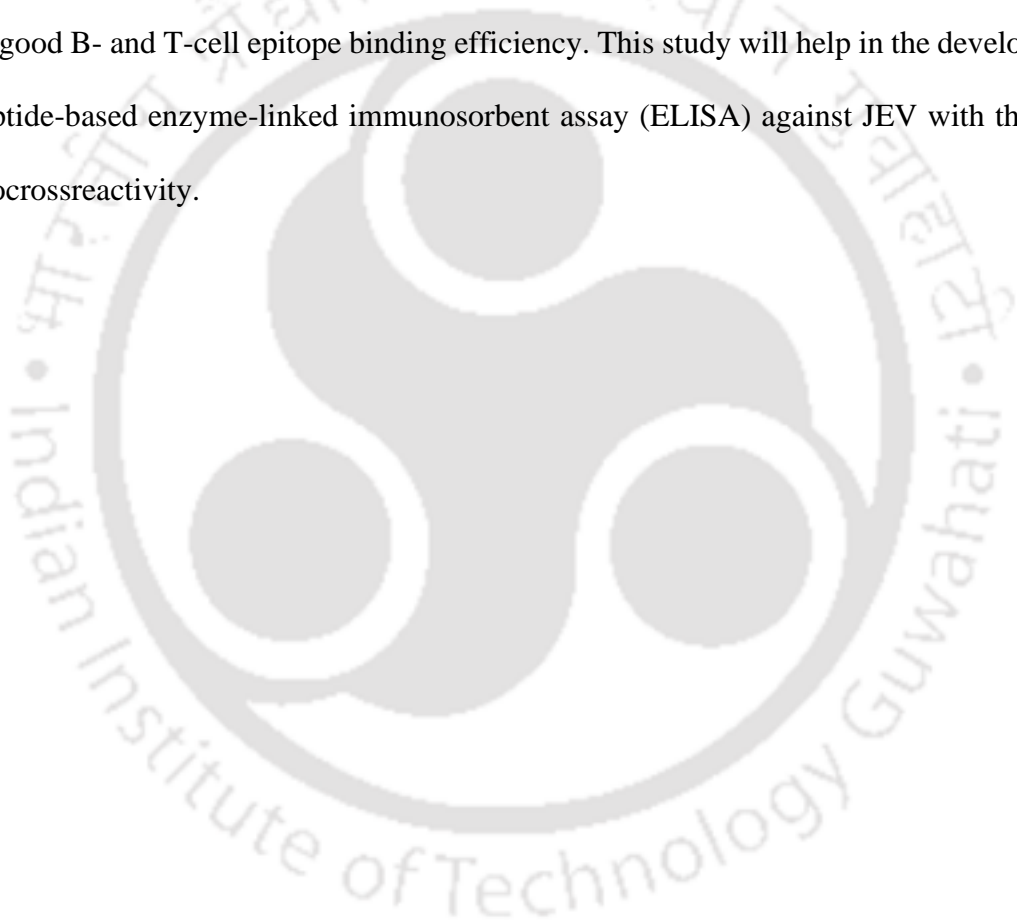 good B- and T-cell epitope binding efficiency. This study will help in the develo
ptide-based enzyme-linked immunosorbent assay (ELISA) against JEV with th
ocrossreactivity.
Indian Institute of Technology Guwahati